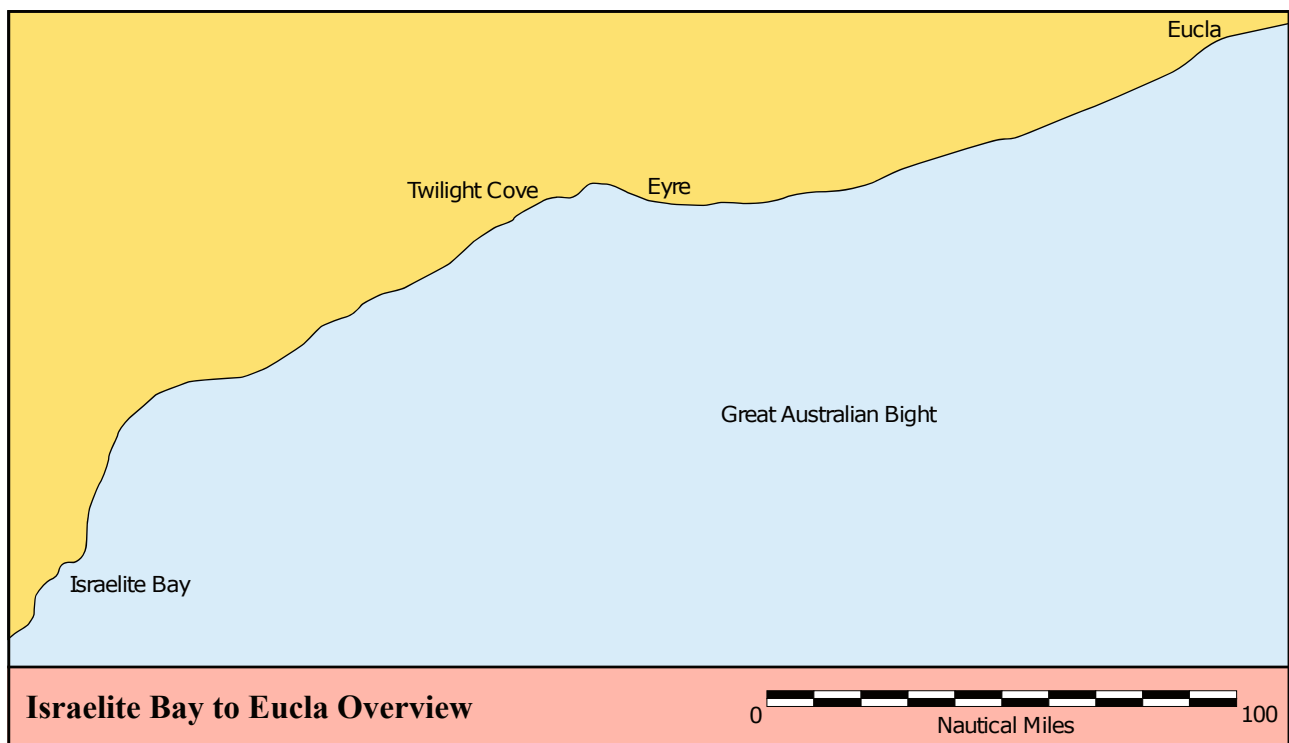 Eucla
Twilight Cove
Eyre
Great Australian Bight
Israelite Bay
Israelite Bay to Eucla Overview
0
100
Nautical Miles